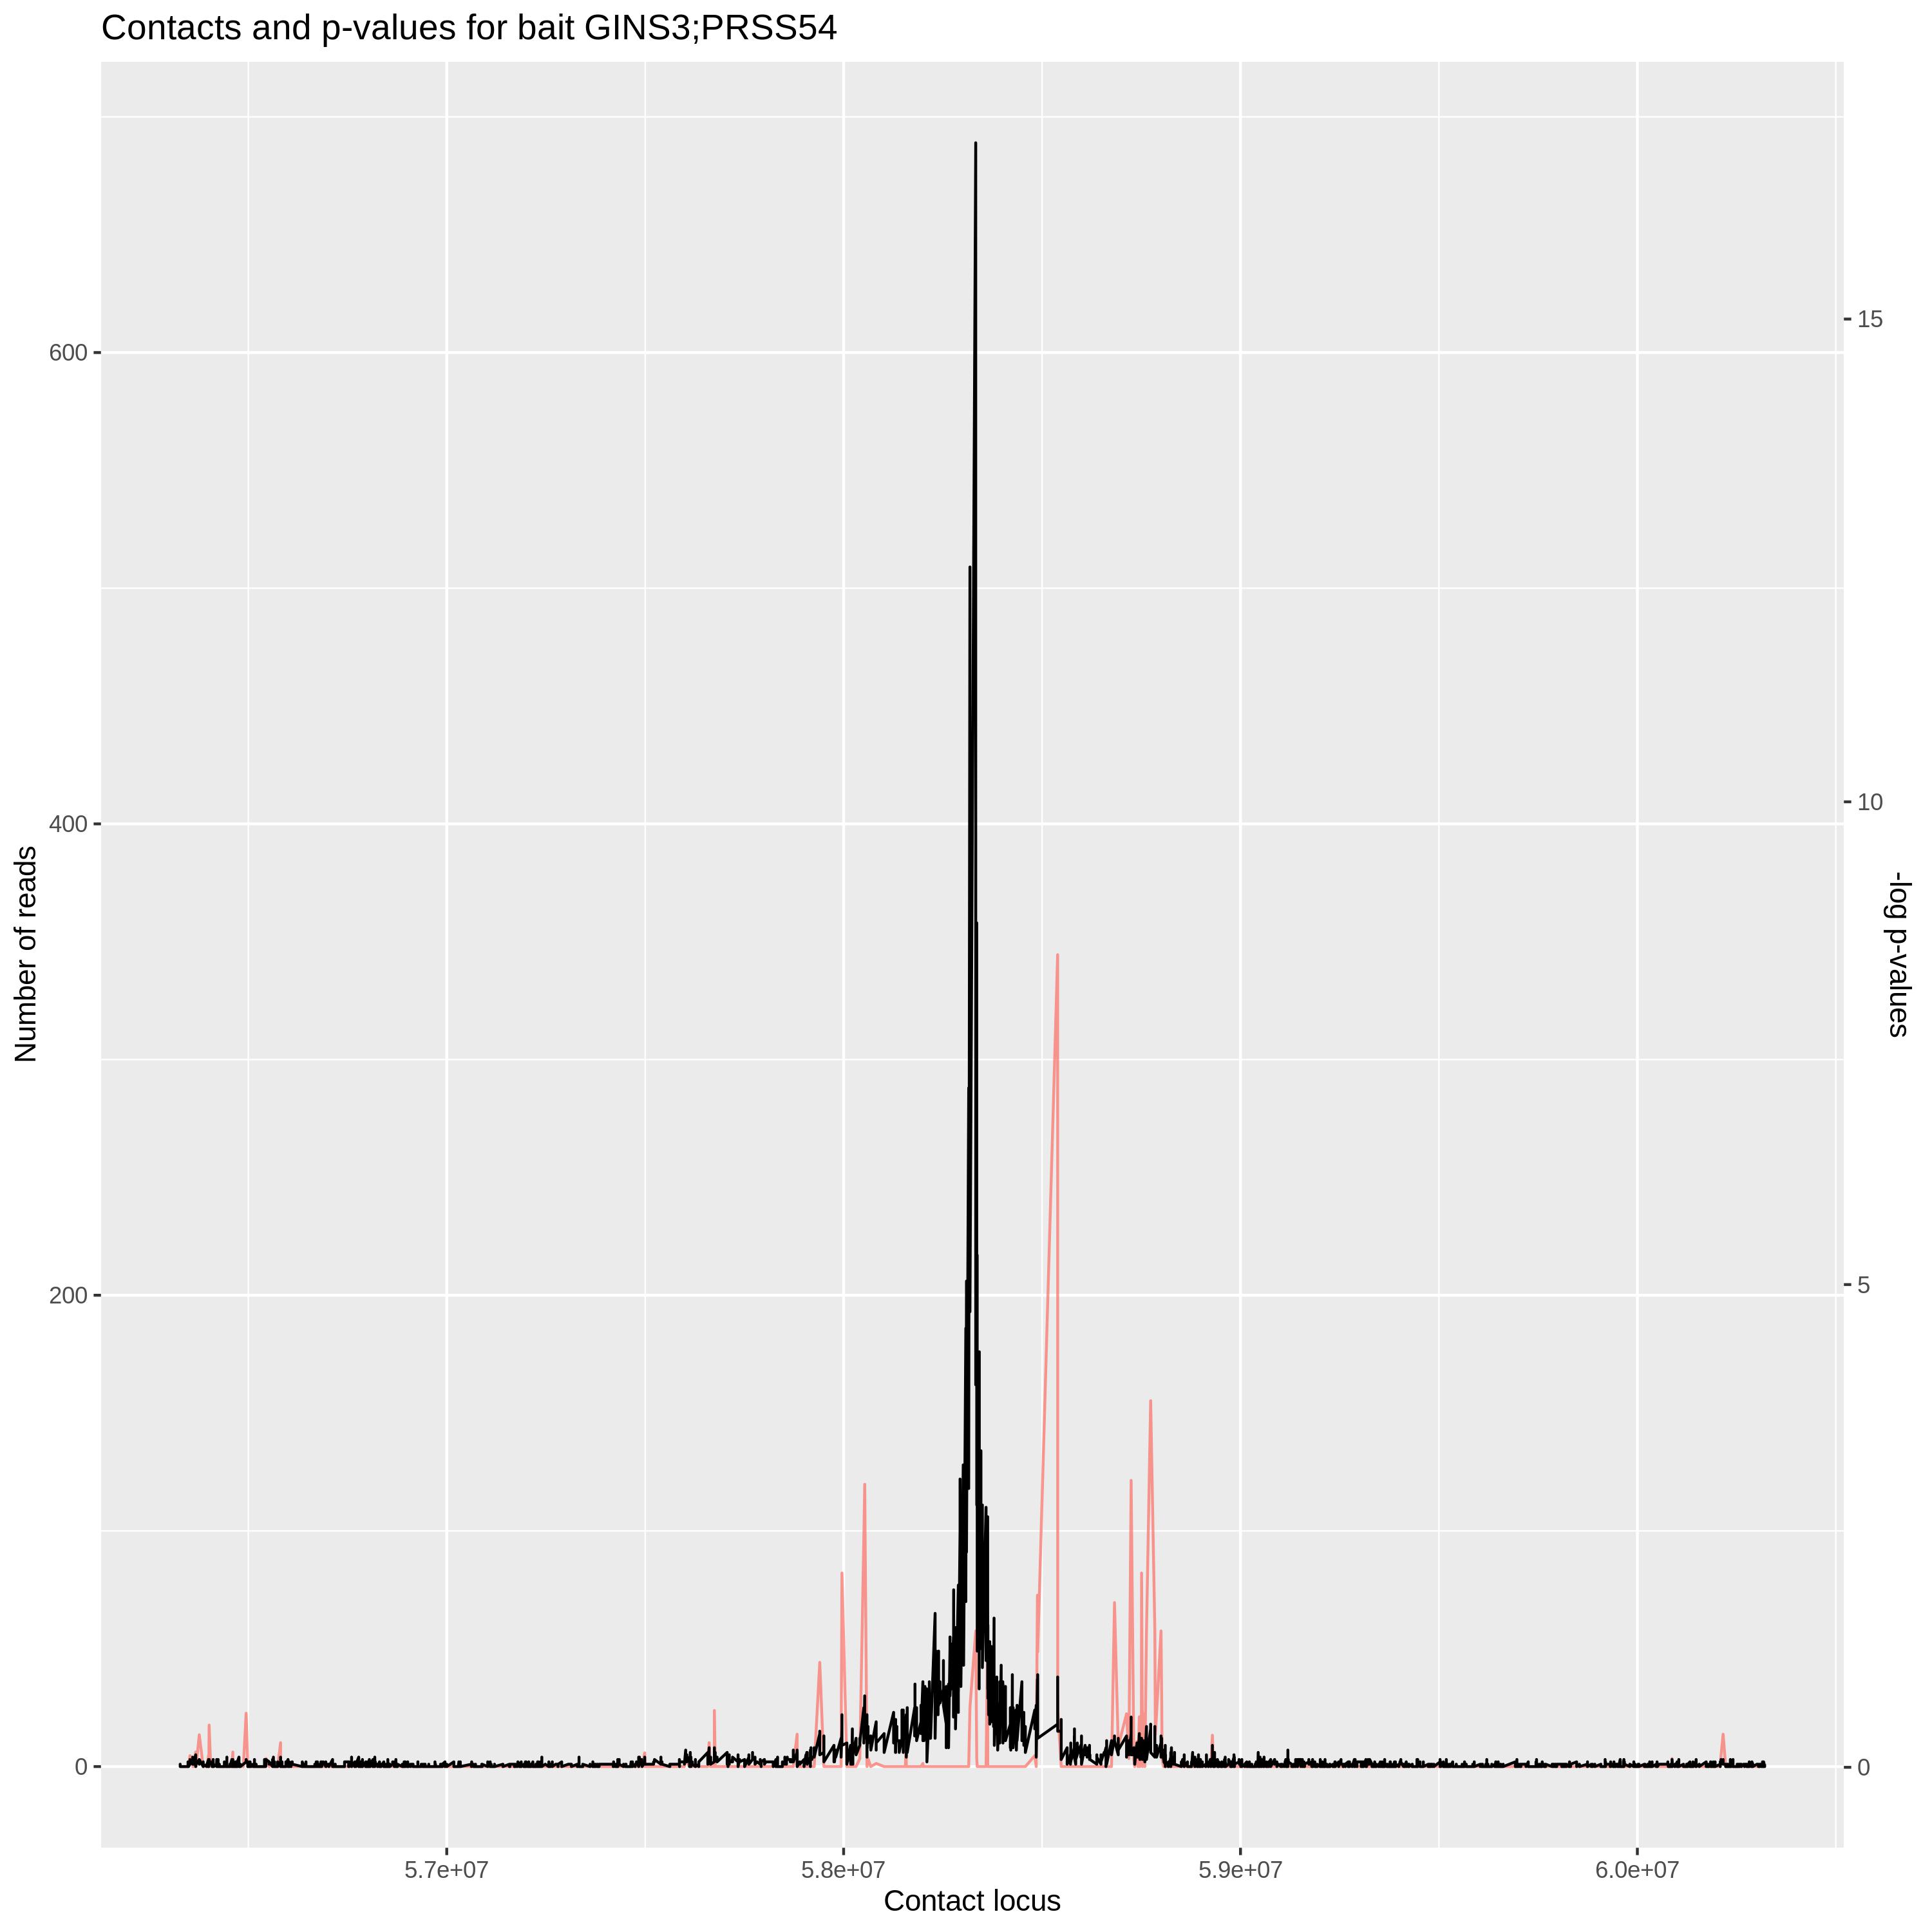 Contacts and p-values for bait GINS3;PRSS54
600
400
200
0
Number of reads
15
10
5
0
-log p-values
5.7e+07
5.8e+07
5.9e+07
6.0e+07
Contact locus